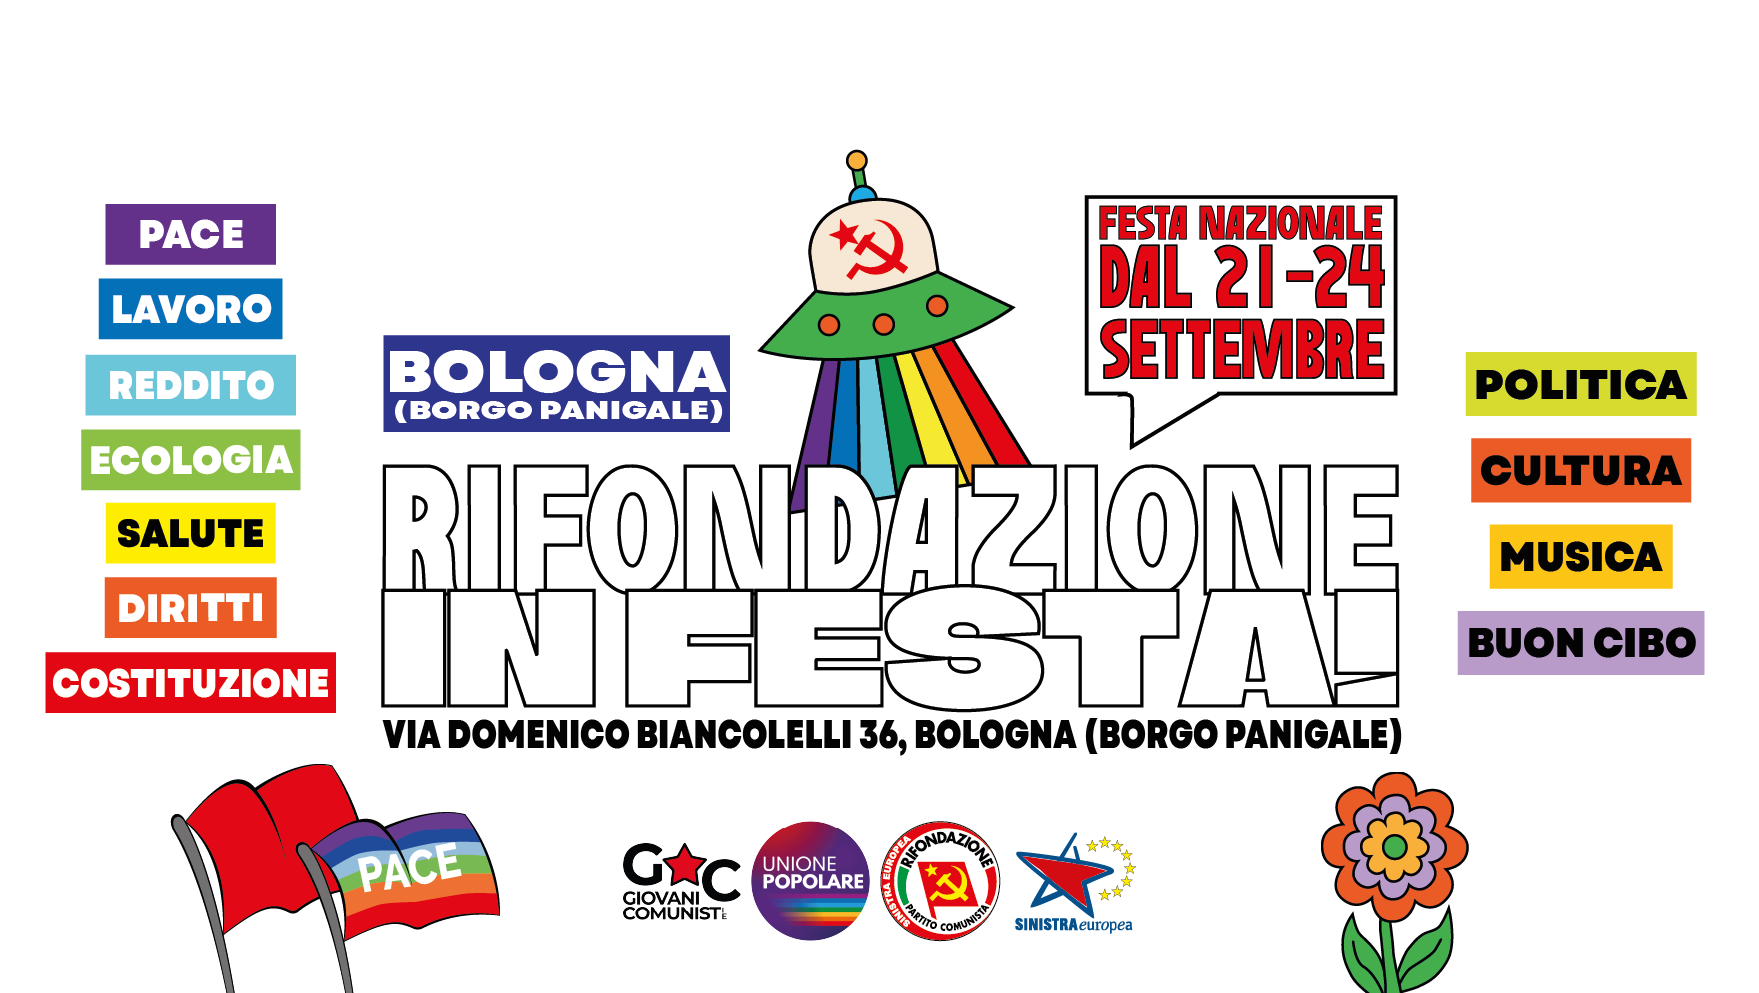 PACE
LAVORO
REDDITO
ECOLOGIA
SALUTE
DIRITTI
COSTITUZIONE
BOLOGNA
(BORGO PANIGALE)
FESTA NAZIONALE
DAL 21-24
SETTEMBRE
RIFONDAZIONE
IN FESTA!
VIA DOMENICO BIANCOLELLI 36, BOLOGNA (BORGO PANIGALE)
POLITICA
CULTURA
MUSICA
BUON CIBO
PACE
G★C
GIOVANI
COMUNISTI/E
UNIONE
POPOLARE
SINISTRA EUROPEA
RIFONDAZIONE
PARTITO COMUNISTA
SINISTRA europea